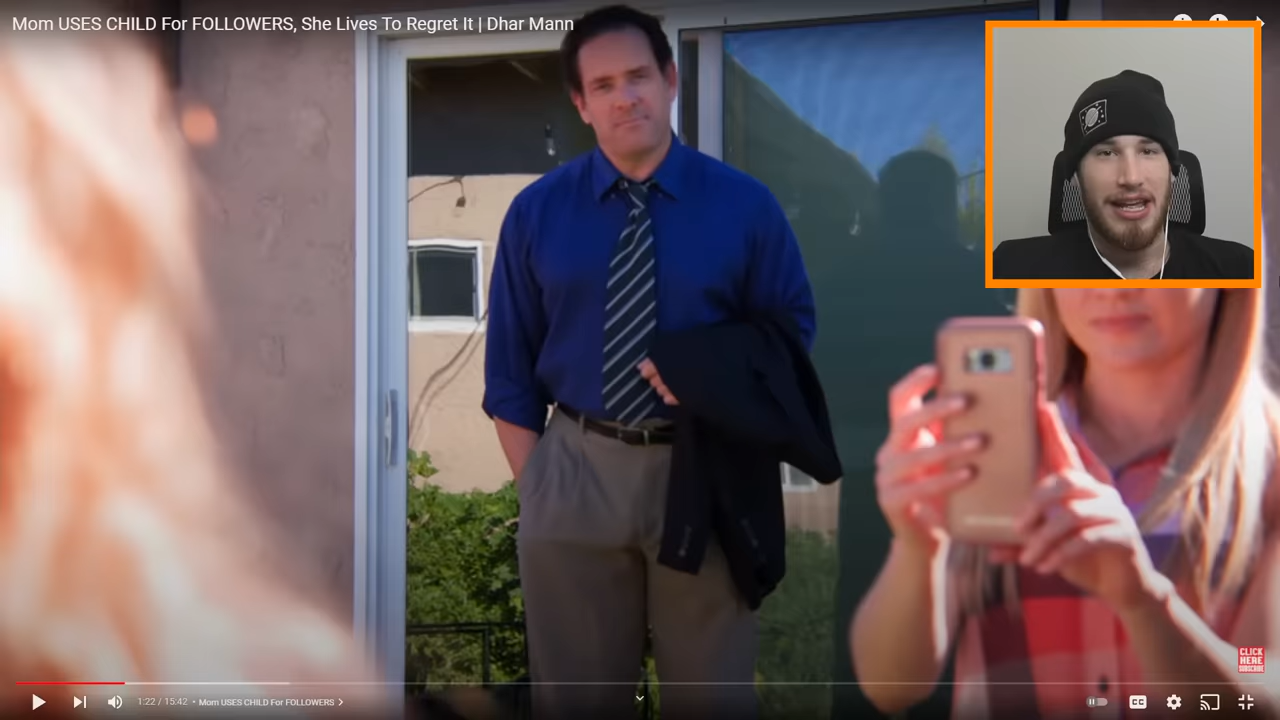 Mom USES CHILD For FOLLOWERS, She Lives To Regret It | Dhar Mann
CLICK
HERE
SUBSCRIBE
1:22 / 15:42 • Mom USES CHILD For FOLLOWERS
CC